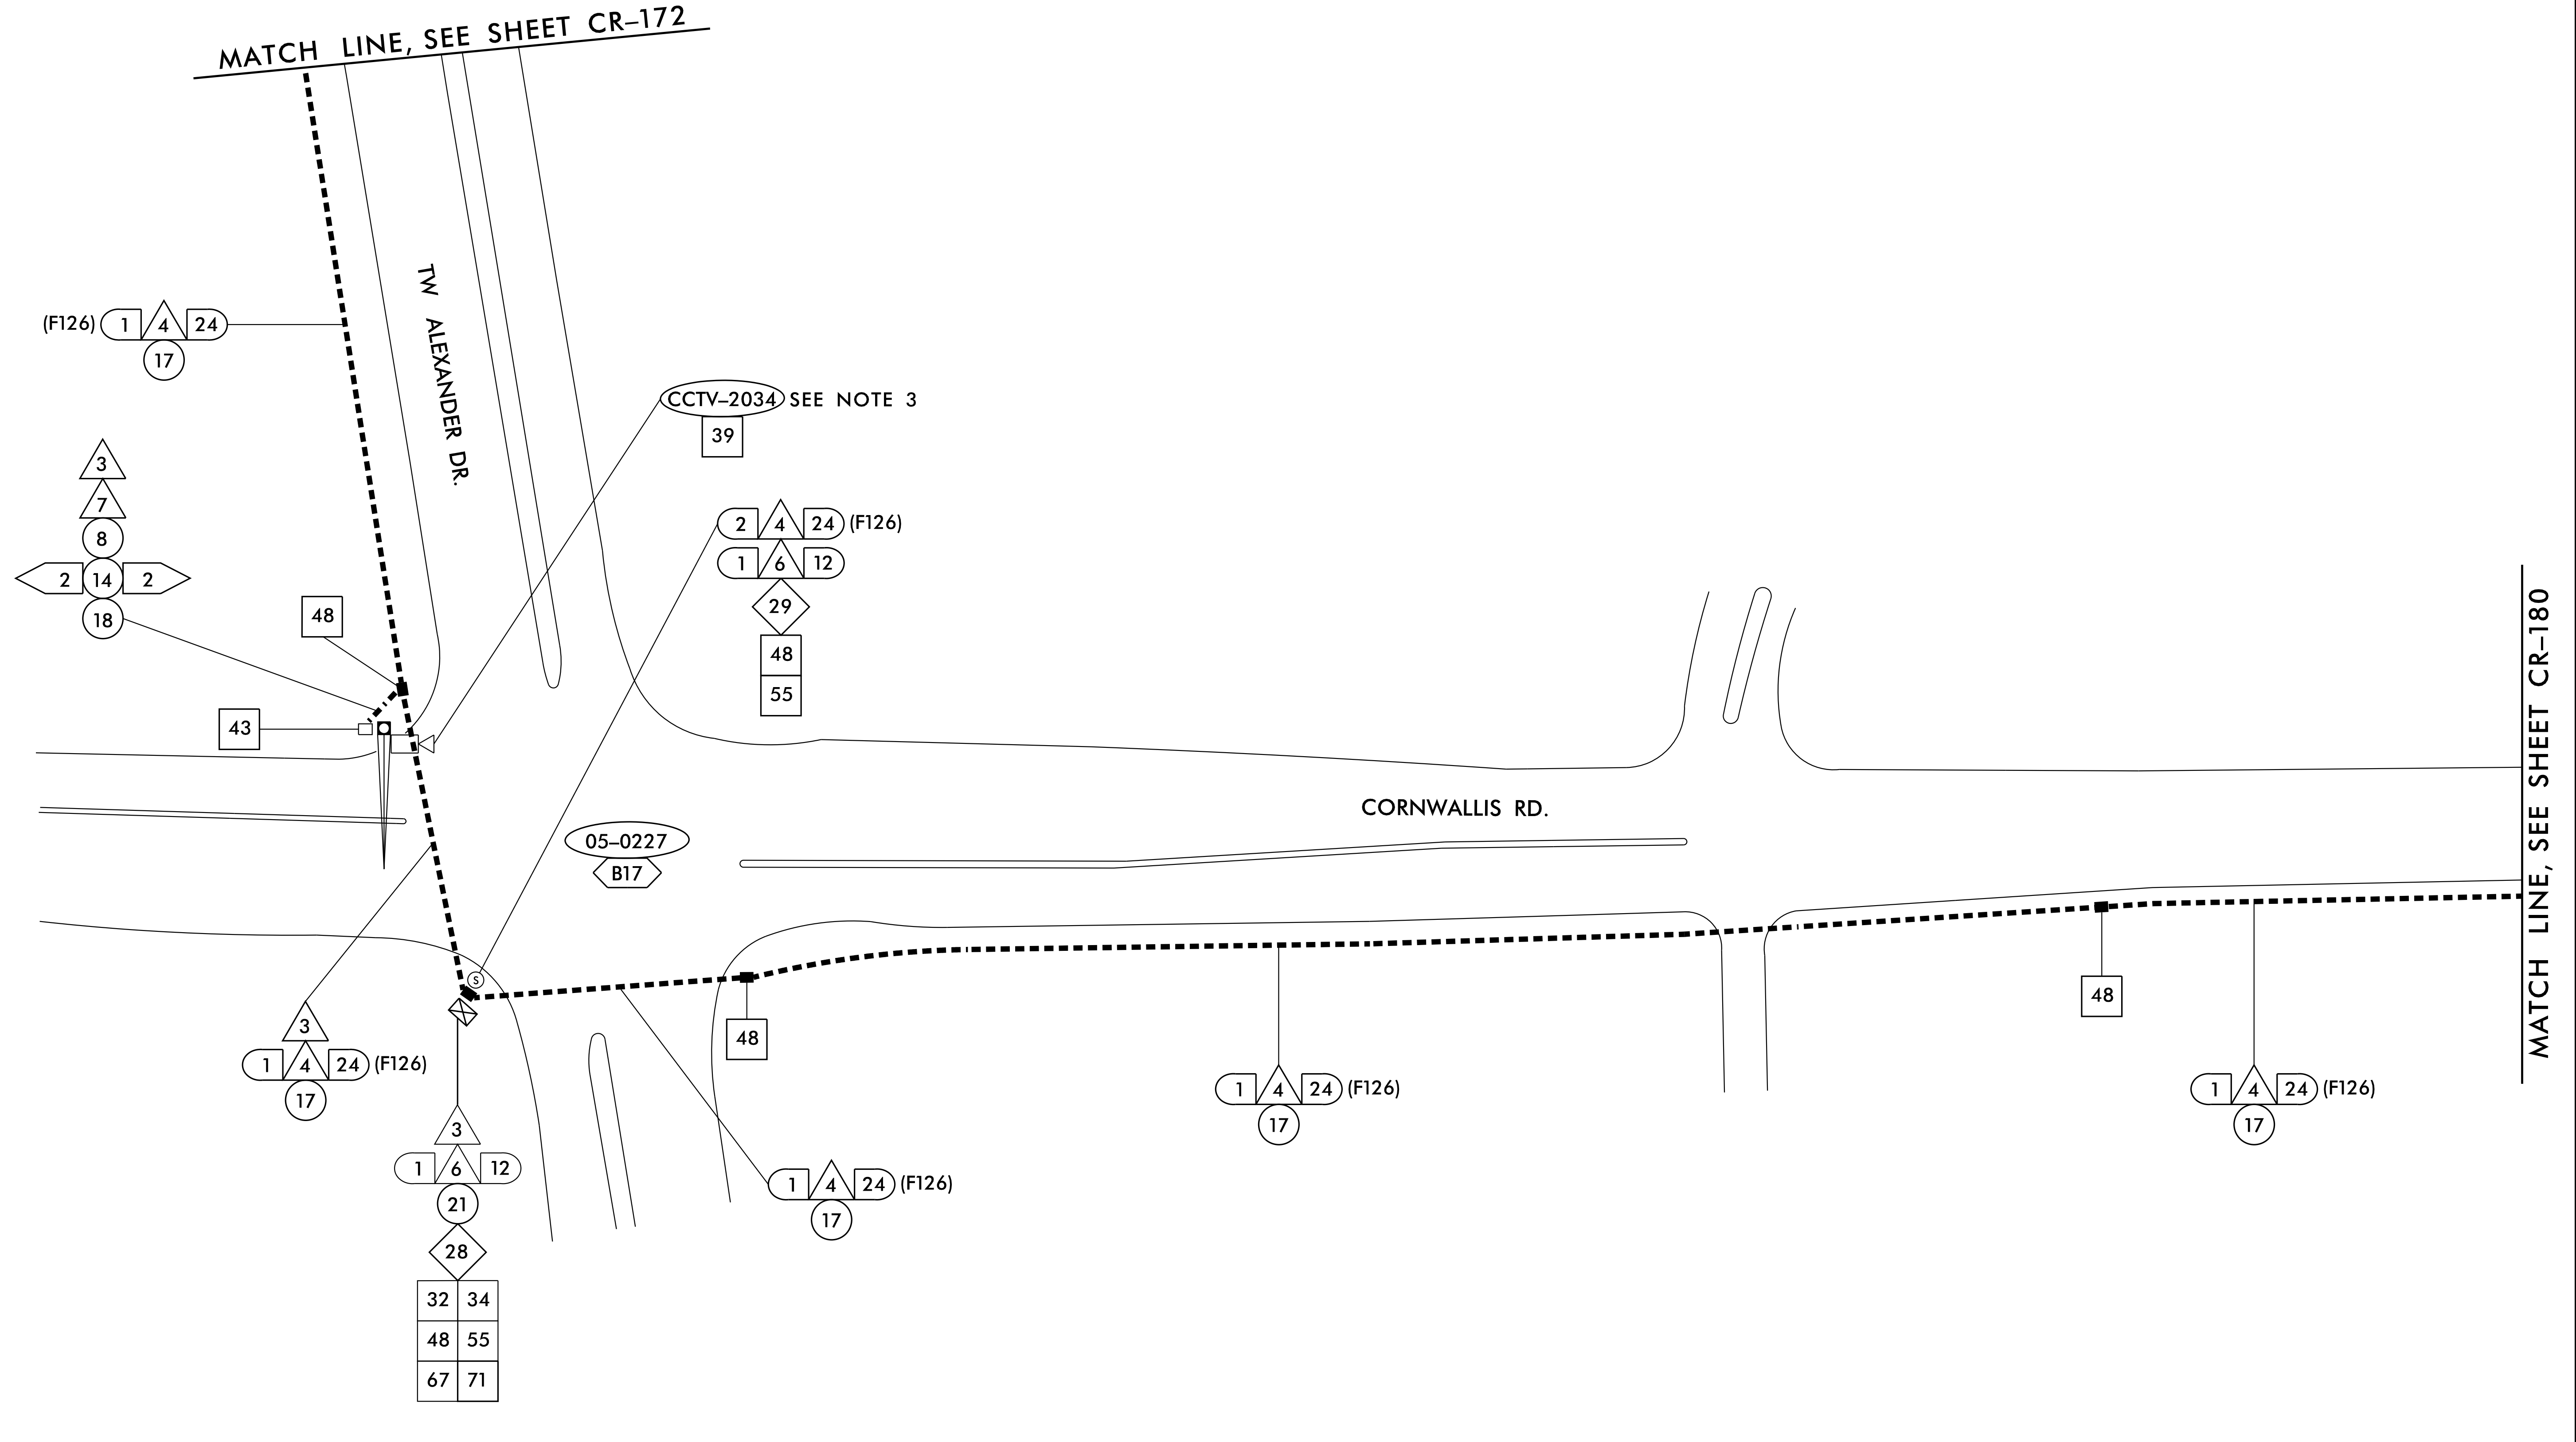 MATCH LINE, SEE SHEET CR–172
TW ALEXANDER DR.
(F126) 1 4 24
17
CCTV–2034 SEE NOTE 3
39
3
7
8
2 14 2
18
48
43
2 4 24 (F126)
1 6 12
29
48
55
05–0227
B17
CORNWALLIS RD.
MATCH LINE, SEE SHEET CR–180
S
3
1 4 24 (F126)
17
48
48
3
1 6 12
21
28
32 34
48 55
67 71
1 4 24 (F126)
17
1 4 24 (F126)
17
1 4 24 (F126)
17